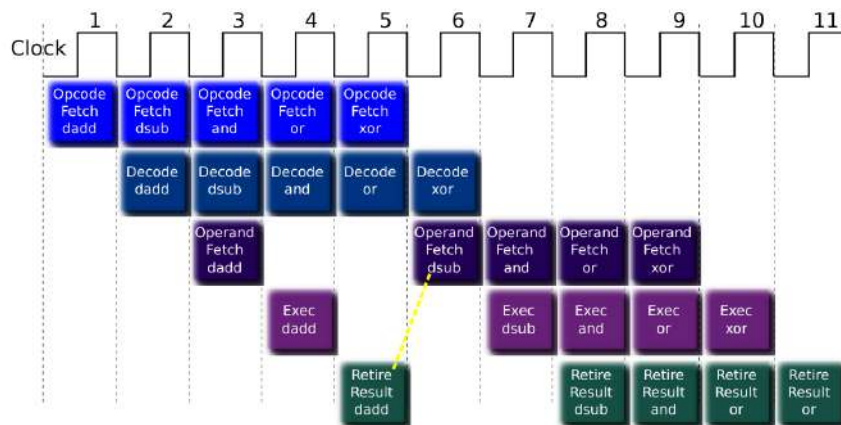 1 2 3 4 5 6 7 8 9 10 11
Clock
Opcode
Fetch
dadd
Opcode
Fetch
dsub
Opcode
Fetch
and
Opcode
Fetch
or
Opcode
Fetch
xor
Decode
dadd
Decode
dsub
Decode
and
Decode
or
Decode
xor
Operand
Fetch
dadd
Operand
Fetch
dsub
Operand
Fetch
and
Operand
Fetch
or
Operand
Fetch
xor
Exec
dadd
Exec
dsub
Exec
and
Exec
or
Exec
xor
Retire
Result
dadd
Retire
Result
dsub
Retire
Result
and
Retire
Result
or
Retire
Result
or